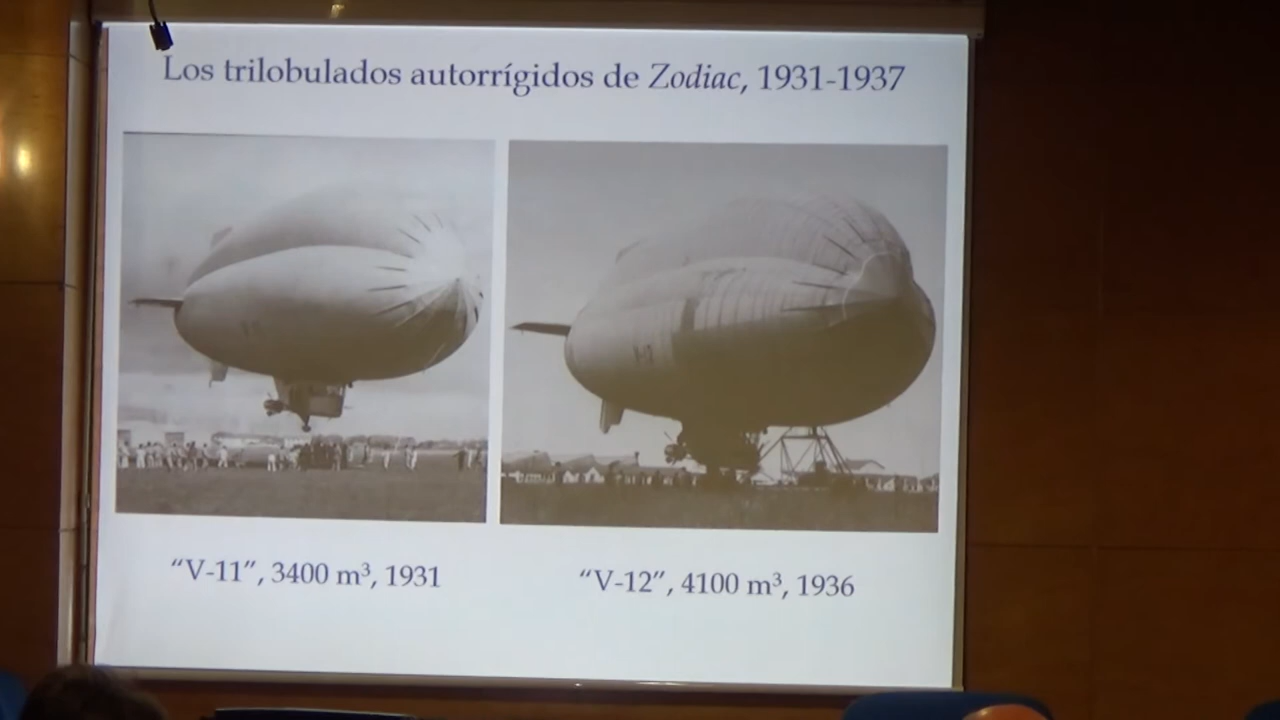 Los trilobulados autorrígidos de Zodiac, 1931-1937
“V-11”, 3400 m³, 1931
“V-12”, 4100 m³, 1936